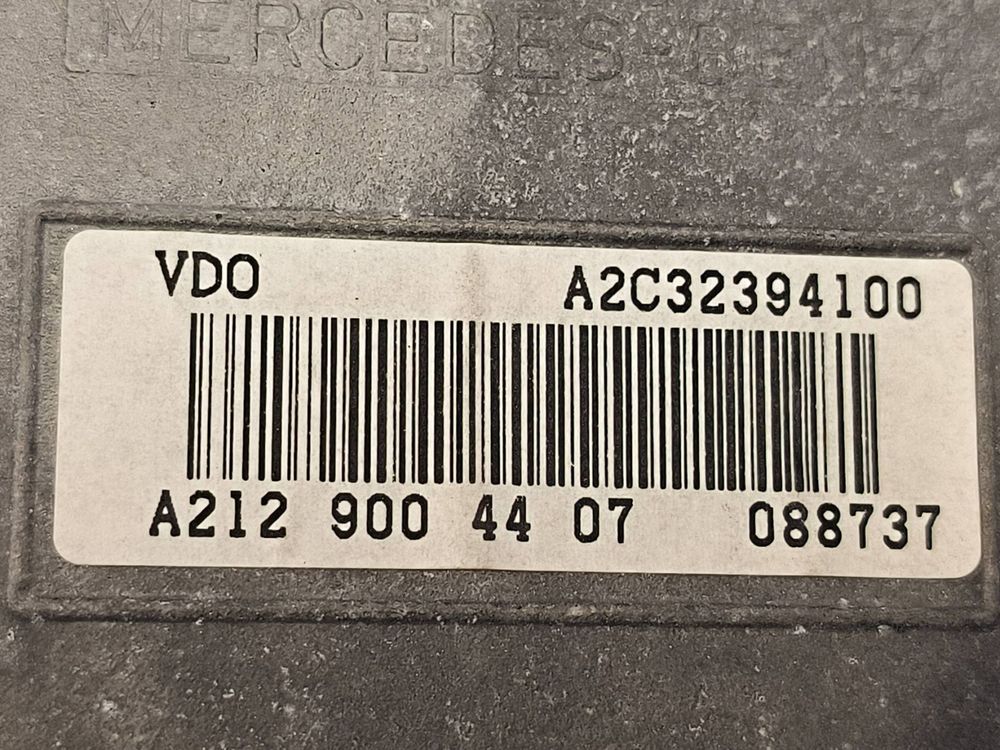 MERCEDES-BENZ
VDO A2C32394100
A212 900 44 07 088737